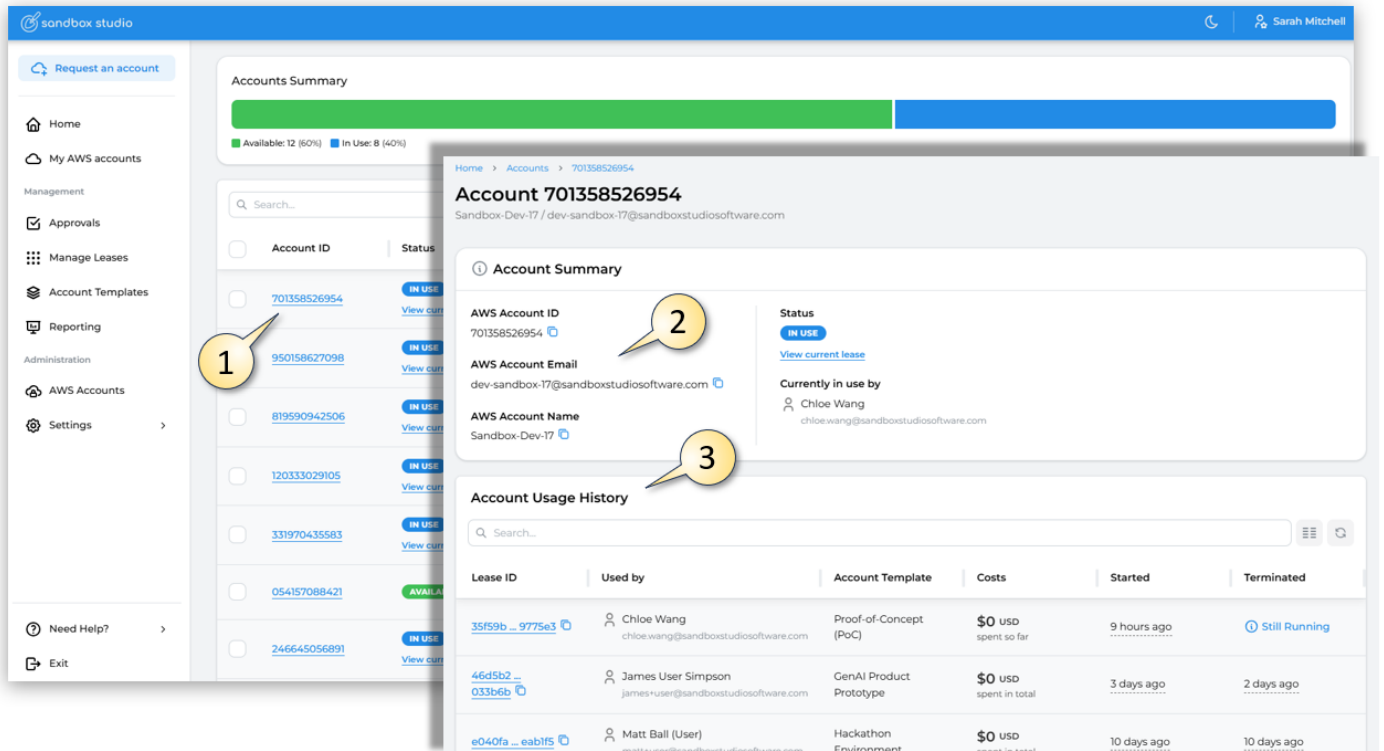 sandbox studio
Sarah Mitchell
Request an account
Home
My AWS accounts
Management
Approvals
Manage Leases
Account Templates
Reporting
Administration
AWS Accounts
Settings
Need Help?
Exit
Accounts Summary
Available: 12 (60%) In Use: 8 (40%)
Search...
Account ID Status
701358526954 IN USE
View
950158627098 IN USE
View
819590942506 IN USE
View
120333029105 IN USE
View
331970435583 IN USE
View
054157088421
246645056891 IN USE
View
1
Home > Accounts > 701358526954
Account 701358526954
Sandbox-Dev-17 / dev-sandbox-17@sandboxstudiosoftware.com
Account Summary
AWS Account ID
701358526954
AWS Account Email
dev-sandbox-17@sandboxstudiosoftware.com
AWS Account Name
Sandbox-Dev-17
2
Status
IN USE
View current lease
Currently in use by
Chloe Wang
chloe.wang@sandboxstudiosoftware.com
3
Account Usage History
Search...
Lease ID Used by Account Template Costs Started Terminated
35f59b ... 9775e3 Chloe Wang Proof-of-Concept $0 USD 9 hours ago Still Running
chloe.wang@sandboxstudiosoftware.com (PoC) spent so far
46d5b2 ... James User Simpson GenAI Product $0 USD 3 days ago 2 days ago
033b6b james+user@sandboxstudiosoftware.com Prototype spent in total
e040fa ... eab1f5 Matt Ball (User) Hackathon $0 USD 10 days ago 10 days ago
Environment